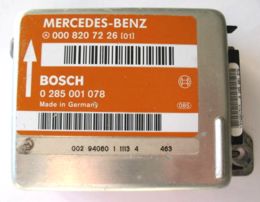 MERCEDES-BENZ
000 820 72 26 [01]
BOSCH
0 285 001 078
Made in Germany
002 94060 1 1113 4 463